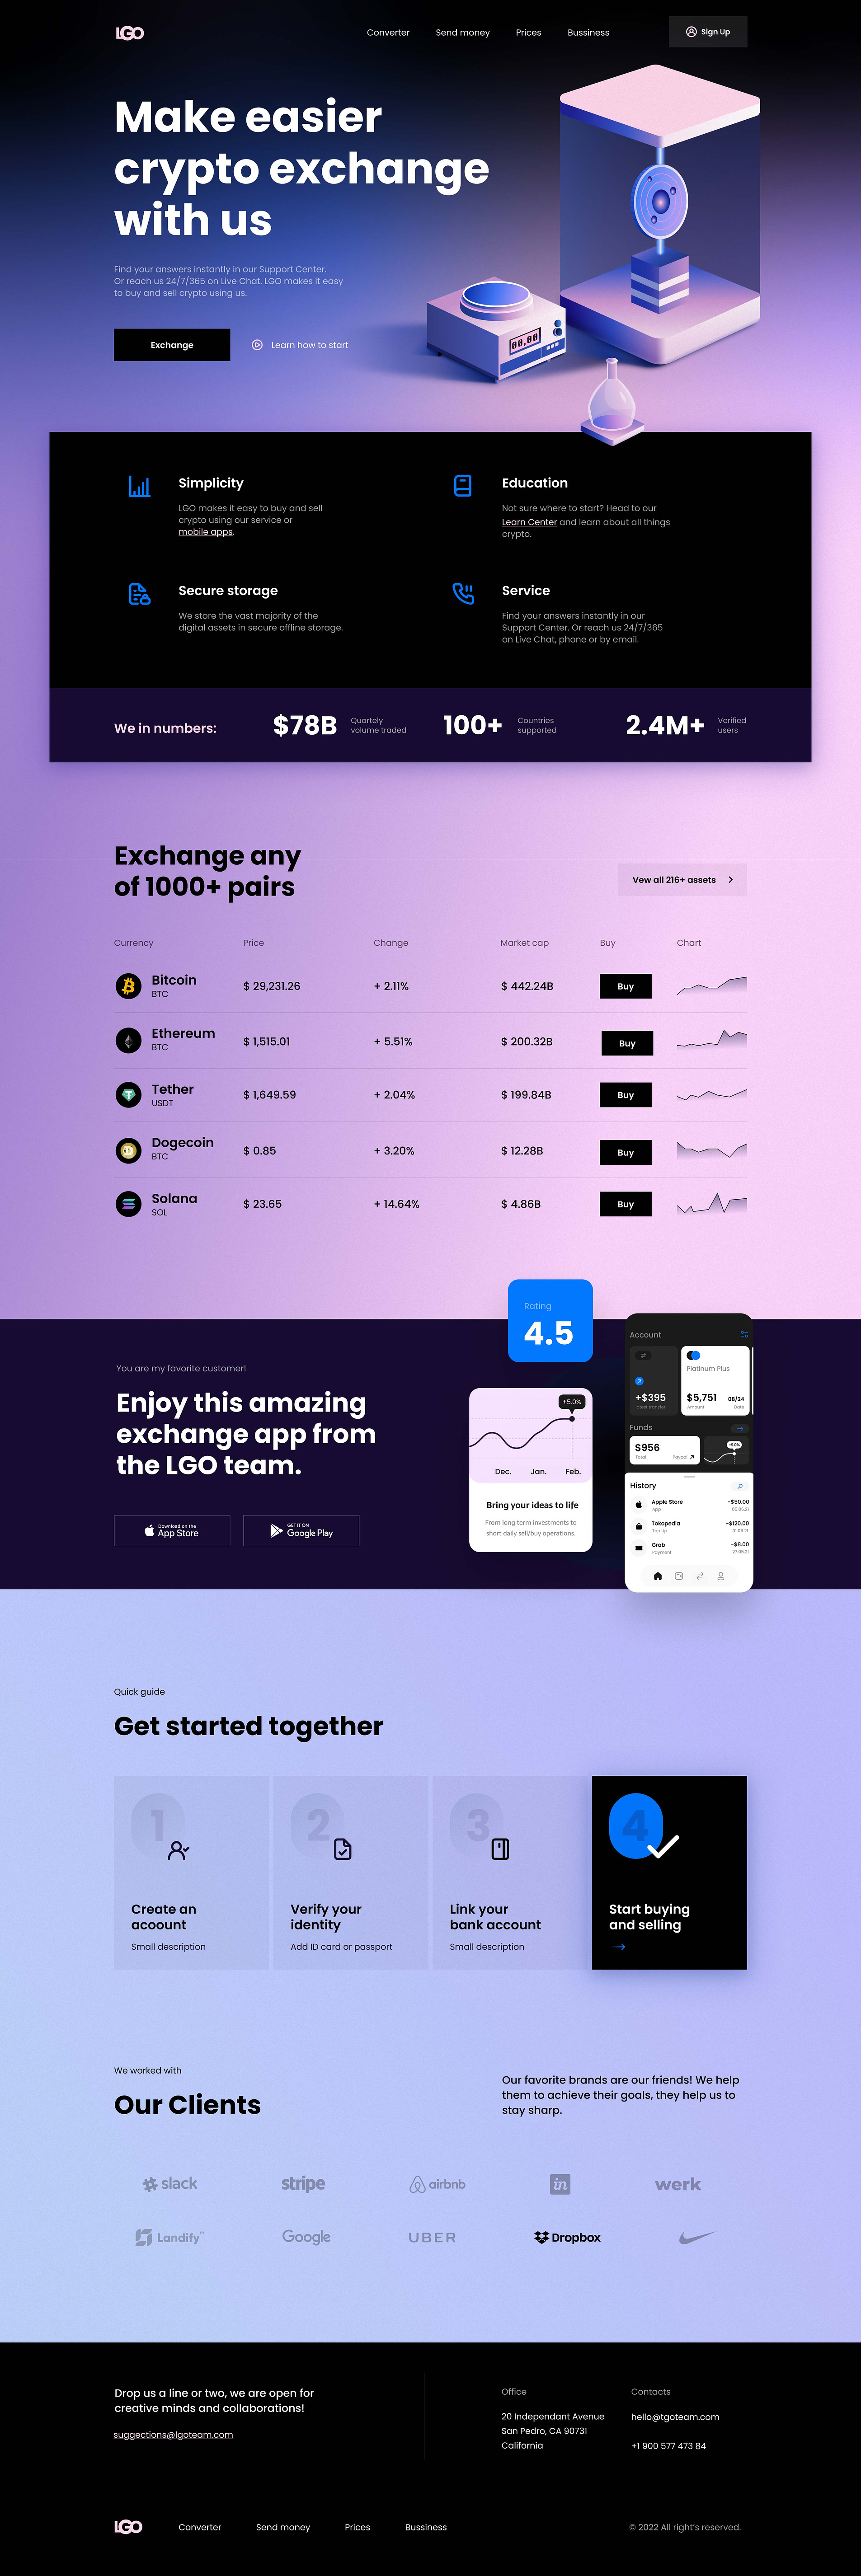 LGO
Converter
Send money
Prices
Bussiness
Sign Up
Make easier
crypto exchange
with us
Find your answers instantly in our Support Center.
Or reach us 24/7/365 on Live Chat. LGO makes it easy
to buy and sell crypto using us.
Exchange
Learn how to start
00.00
Simplicity
LGO makes it easy to buy and sell
crypto using our service or
mobile apps.
Education
Not sure where to start? Head to our
Learn Center and learn about all things
crypto.
Secure storage
We store the vast majority of the
digital assets in secure offline storage.
Service
Find your answers instantly in our
Support Center. Or reach us 24/7/365
on Live Chat, phone or by email.
We in numbers:
$78B
Quartely
volume traded
100+
Countries
supported
2.4M+
Verified
users
Exchange any
of 1000+ pairs
Vew all 216+ assets
Currency
Price
Change
Market cap
Buy
Chart
Bitcoin
BTC
$ 29,231.26
+ 2.11%
$ 442.24B
Buy
Ethereum
BTC
$ 1,515.01
+ 5.51%
$ 200.32B
Buy
Tether
USDT
$ 1,649.59
+ 2.04%
$ 199.84B
Buy
Dogecoin
BTC
$ 0.85
+ 3.20%
$ 12.28B
Buy
Solana
SOL
$ 23.65
+ 14.64%
$ 4.86B
Buy
You are my favorite customer!
Enjoy this amazing
exchange app from
the LGO team.
Download on the
App Store
GET IT ON
Google Play
Rating
4.5
+5.0%
Dec.
Jan.
Feb.
Bring your ideas to life
From long term investments to
short daily sell/buy operations.
Account
+$395
latest transfer
Platinum Plus
$5,751
Amount
08/24
Date
Funds
$956
Total
Paypal
+5.0%
History
Apple Store
App
-$50.00
05.06.21
Tokopedia
Top Up
-$120.00
01.06.21
Grab
Payment
-$8.00
27.05.21
Quick guide
Get started together
1
Create an
acoount
Small description
2
Verify your
identity
Add ID card or passport
3
Link your
bank account
Small description
4
Start buying
and selling
We worked with
Our Clients
Our favorite brands are our friends! We help
them to achieve their goals, they help us to
stay sharp.
slack
stripe
airbnb
in
werk
Landify™
Google
UBER
Dropbox
Drop us a line or two, we are open for
creative minds and collaborations!
suggestions@lgoteam.com
Office
20 Independant Avenue
San Pedro, CA 90731
California
Contacts
hello@tgoteam.com
+1 900 577 473 84
LGO
Converter
Send money
Prices
Bussiness
© 2022 All right's reserved.